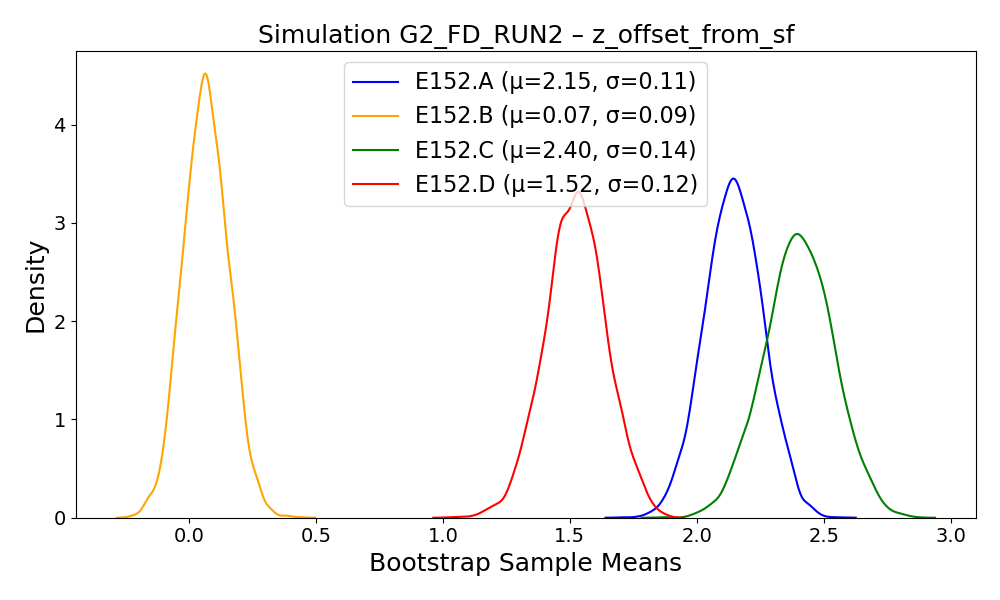 Simulation G2_FD_RUN2 – z_offset_from_sf
E152.A (μ=2.15, σ=0.11)
E152.B (μ=0.07, σ=0.09)
E152.C (μ=2.40, σ=0.14)
E152.D (μ=1.52, σ=0.12)
Density
4
3
2
1
0
0.0 0.5 1.0 1.5 2.0 2.5 3.0
Bootstrap Sample Means